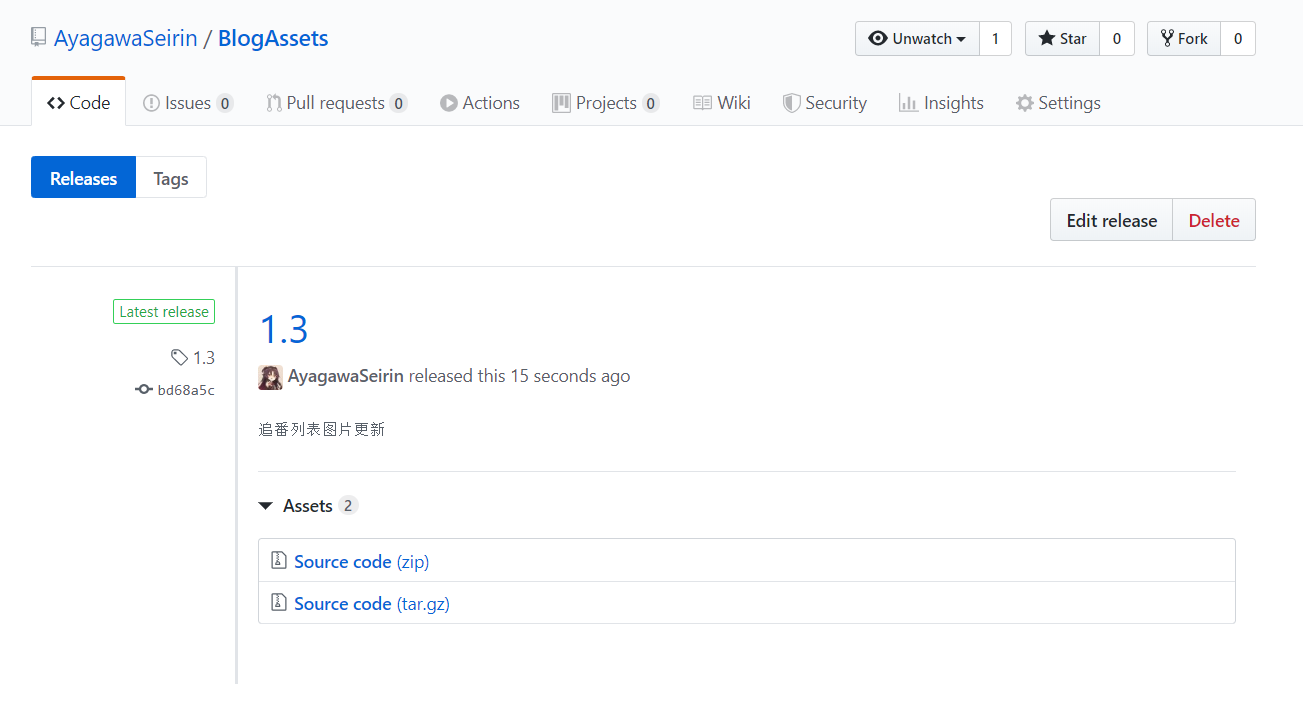 AyagawaSeirin / BlogAssets
Unwatch 1 Star 0 Fork 0
Code Issues 0 Pull requests 0 Actions Projects 0 Wiki Security Insights Settings
Releases Tags
Edit release Delete
Latest release
1.3
bd68a5c
1.3
AyagawaSeirin released this 15 seconds ago
追番列表图片更新
Assets 2
Source code (zip)
Source code (tar.gz)